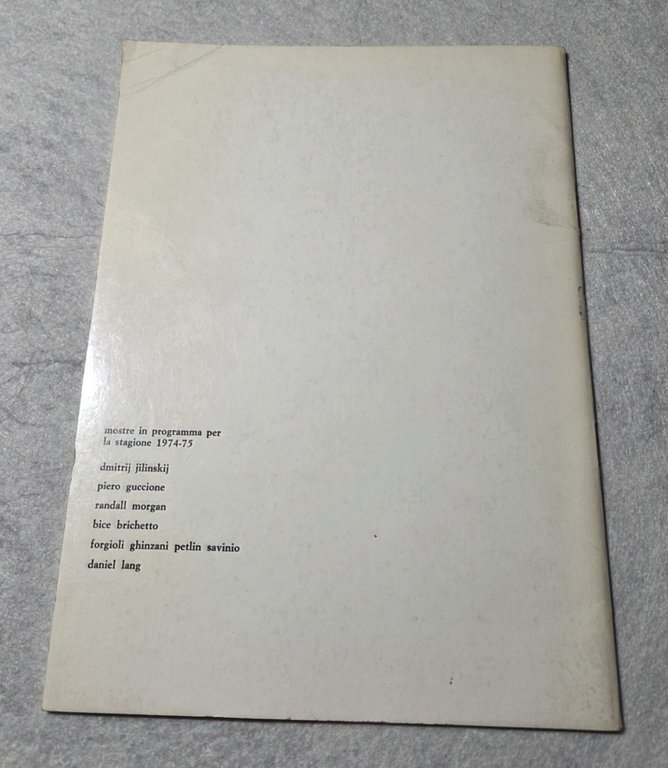 mostre in programma per
la stagione 1974-75
dmitrij jilinskij
piero guccione
randall morgan
bice brichetto
forgioli ghinzani petlin savinio
daniel lang